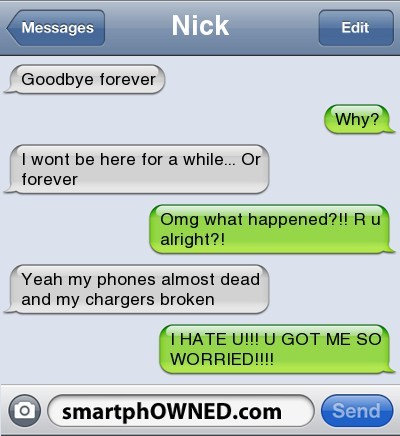 Messages
Nick
Edit
Goodbye forever
Why?
I wont be here for a while... Or
forever
Omg what happened?!! R u
alright?!
Yeah my phones almost dead
and my chargers broken
I HATE U!!! U GOT ME SO
WORRIED!!!!
smartphOWNED.com
Send